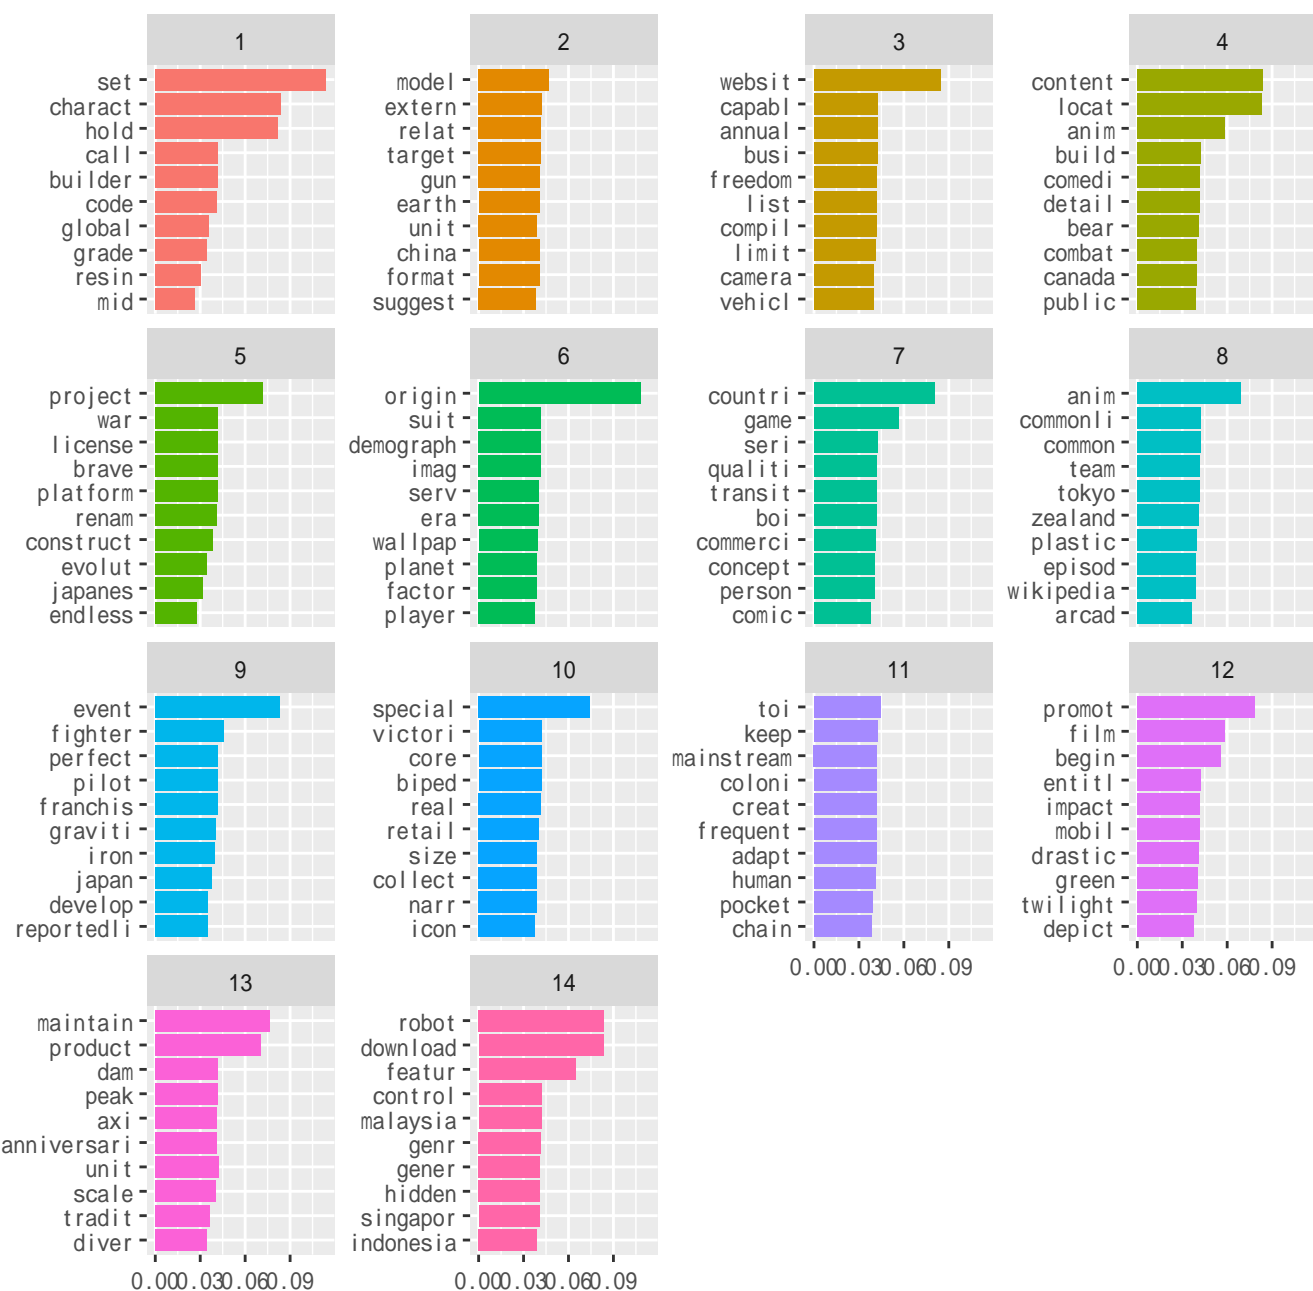 1
set
charact
hold
call
builder
code
global
grade
resin
mid
2
model
extern
relat
target
gun
earth
unit
china
format
suggest
3
websit
capabl
annual
busi
freedom
list
compil
limit
camera
vehicl
4
content
locat
anim
build
comedi
detail
bear
combat
canada
public
5
project
war
license
brave
platform
renam
construct
evolut
japanes
endless
6
origin
suit
demograph
imag
serv
era
wallpap
planet
factor
player
7
countri
game
seri
qualiti
transit
boi
commerci
concept
person
comic
8
anim
commonli
common
team
tokyo
zealand
plastic
episod
wikipedia
arcad
9
event
fighter
perfect
pilot
franchis
graviti
iron
japan
develop
reportedli
10
special
victori
core
biped
real
retail
size
collect
narr
icon
11
toi
keep
mainstream
coloni
creat
frequent
adapt
human
pocket
chain
0.00 0.03 0.06 0.09
12
promot
film
begin
entitl
impact
mobil
drastic
green
twilight
depict
0.00 0.03 0.06 0.09
13
maintain
product
dam
peak
axi
anniversari
unit
scale
tradit
diver
0.00 0.03 0.06 0.09
14
robot
download
featur
control
malaysia
genr
gener
hidden
singapor
indonesia
0.00 0.03 0.06 0.09